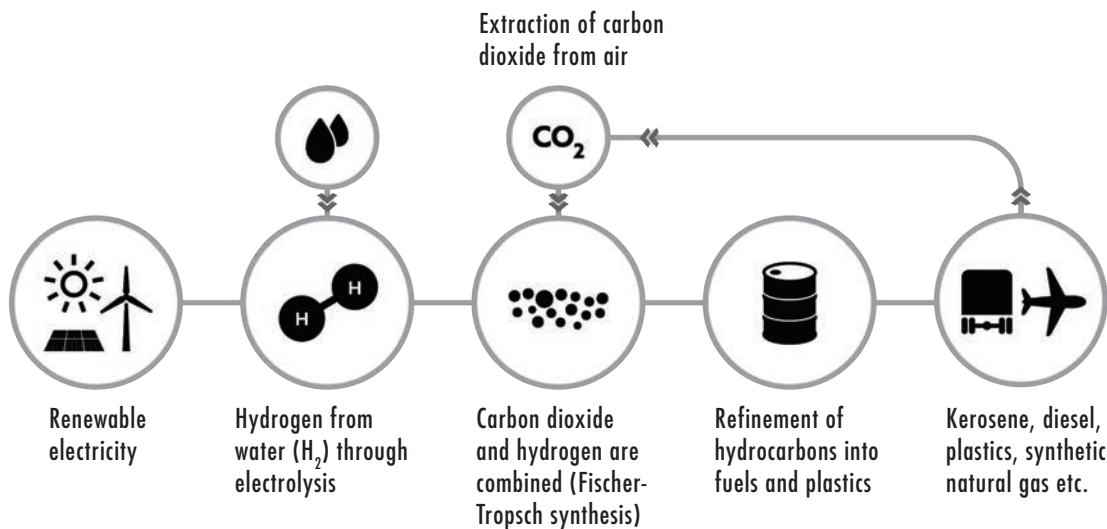 Extraction of carbon
dioxide from air
CO₂
H
H
Renewable
electricity
Hydrogen from
water (H₂) through
electrolysis
Carbon dioxide
and hydrogen are
combined (Fischer-
Tropsch synthesis)
Refinement of
hydrocarbons into
fuels and plastics
Kerosene, diesel,
plastics, synthetic
natural gas etc.